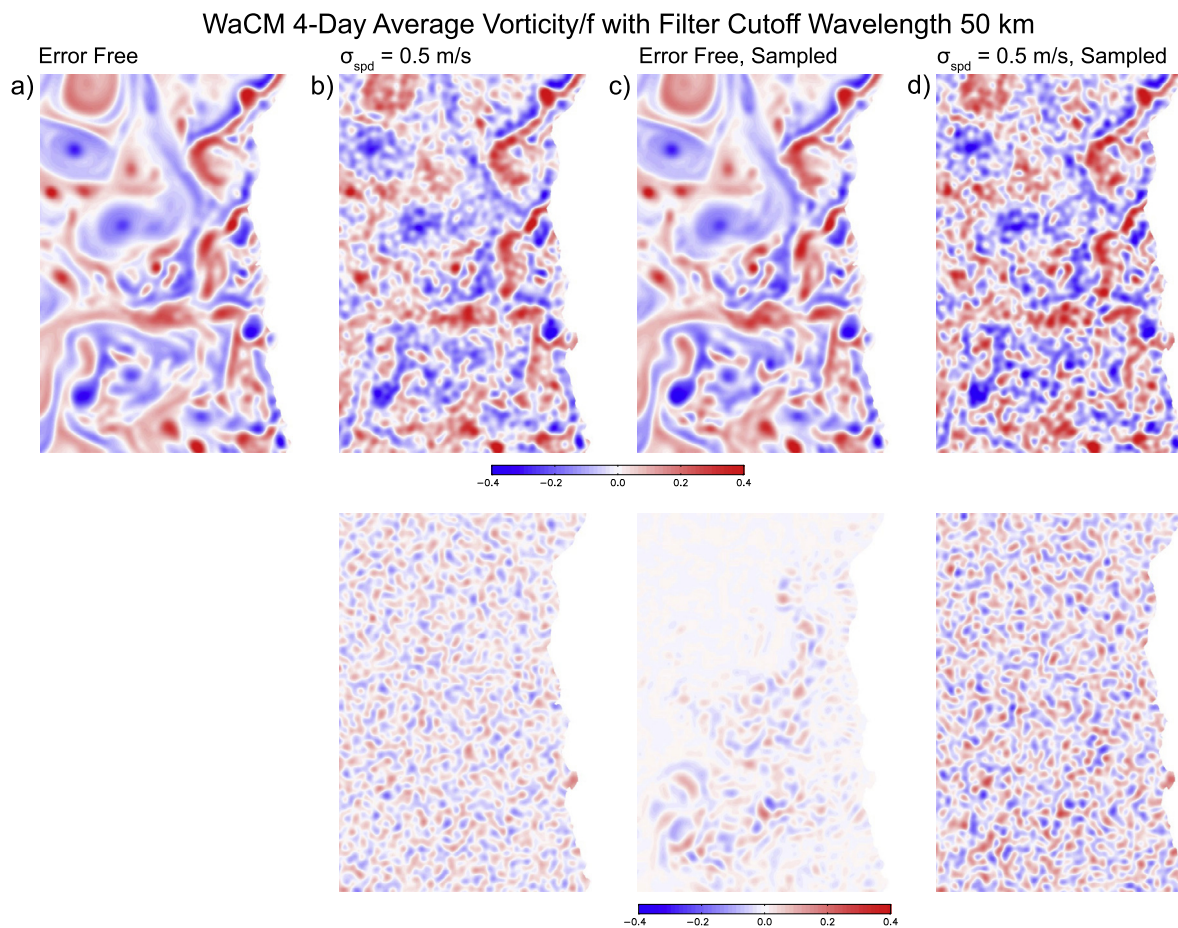 WaCM 4-Day Average Vorticity/f with Filter Cutoff Wavelength 50 km
Error Free
σspd = 0.5 m/s
Error Free, Sampled
σspd = 0.5 m/s, Sampled
a)
b)
c)
d)
−0.4 −0.2 0.0 0.2 0.4
−0.4 −0.2 0.0 0.2 0.4